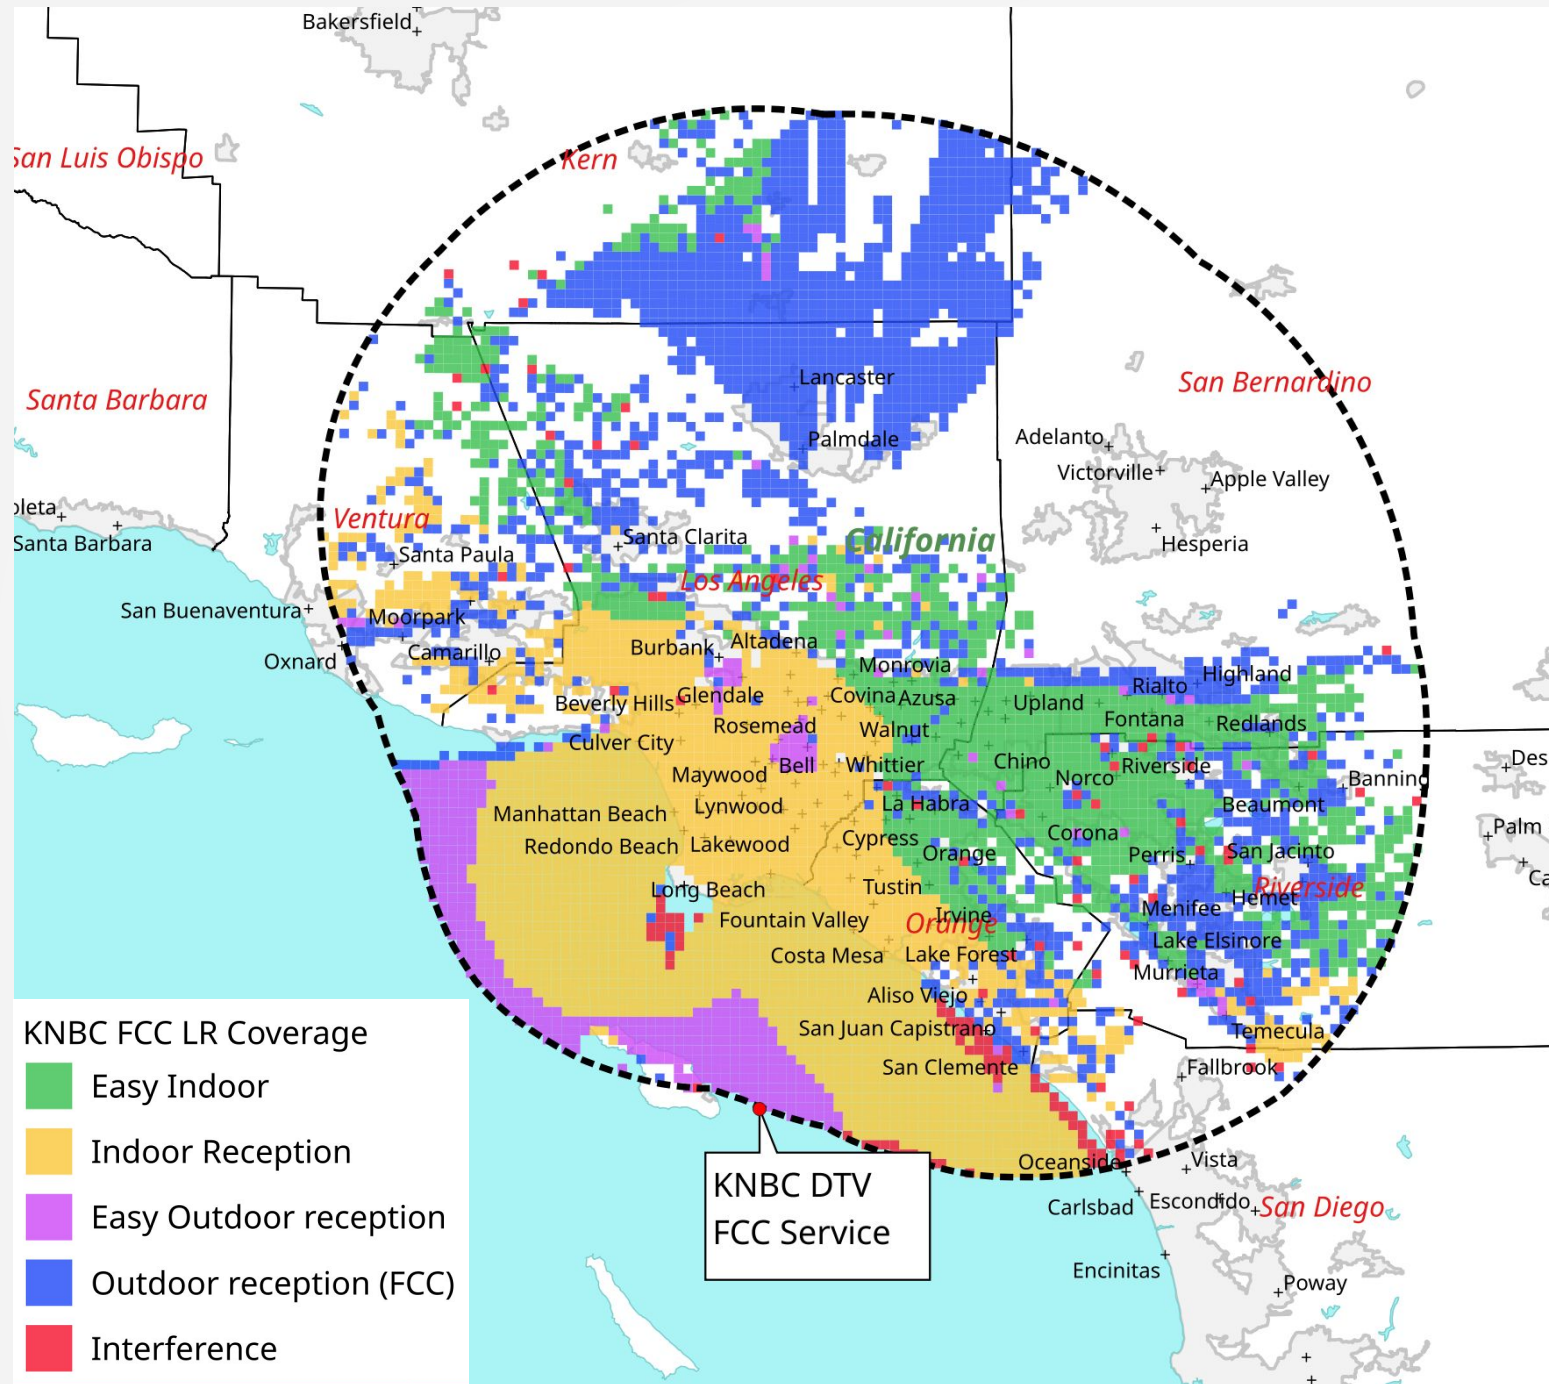 Bakersfield
San Luis Obispo
Kern
Santa Barbara
San Bernardino
Lancaster
Palmdale
Adelanto
Victorville
Apple Valley
Hesperia
oleta
Santa Barbara
Ventura
Santa Paula
Santa Clarita
California
Los Angeles
San Buenaventura
Moorpark
Camarillo
Oxnard
Burbank
Altadena
Monrovia
Beverly Hills
Glendale
Covina
Azusa
Upland
Rialto
Highland
Rosemead
Walnut
Fontana
Redlands
Culver City
Maywood
Bell
Whittier
Chino
Norco
Riverside
Banning
Des
Manhattan Beach
Lynwood
La Habra
Beaumont
Redondo Beach
Lakewood
Cypress
Orange
Corona
Perris
San Jacinto
Palm
Ca
Long Beach
Tustin
Riverside
Hemet
Fountain Valley
Orange
Irvine
Menifee
Costa Mesa
Lake Forest
Lake Elsinore
Murrieta
Aliso Viejo
San Juan Capistrano
Temecula
San Clemente
Fallbrook
Oceanside
Vista
Carlsbad
Escondido
San Diego
Encinitas
Poway
KNBC DTV
FCC Service
KNBC FCC LR Coverage
Easy Indoor
Indoor Reception
Easy Outdoor reception
Outdoor reception (FCC)
Interference